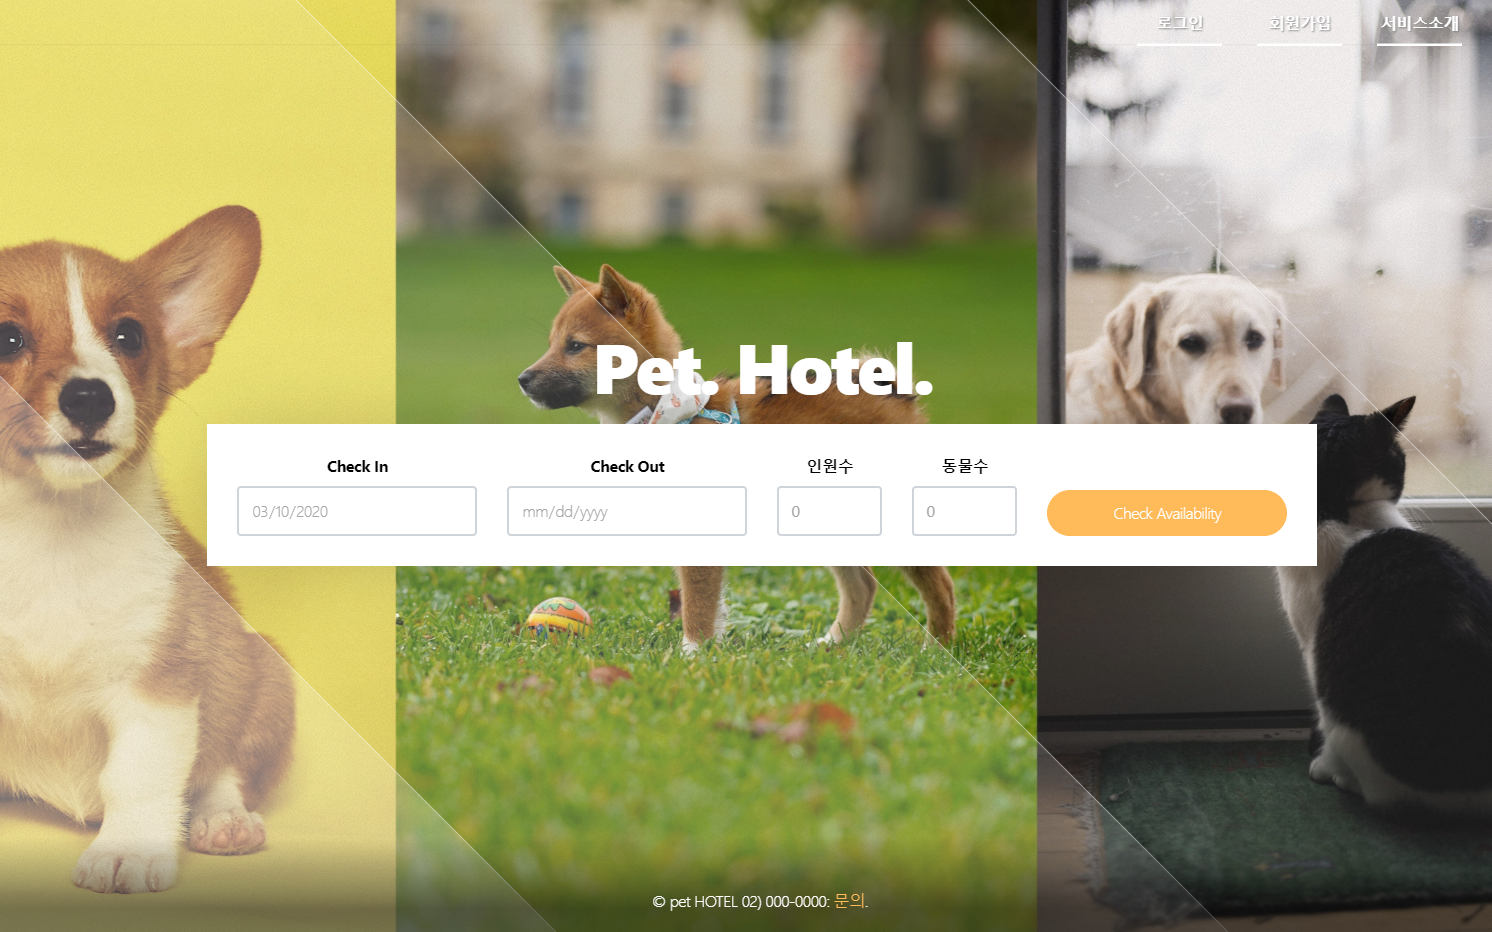 로그인 회원가입 서비스소개
Pet. Hotel.
Check In Check Out 인원수 동물수
03/10/2020 mm/dd/yyyy 0 0 Check Availability
© pet HOTEL 02) 000-0000: 문의.